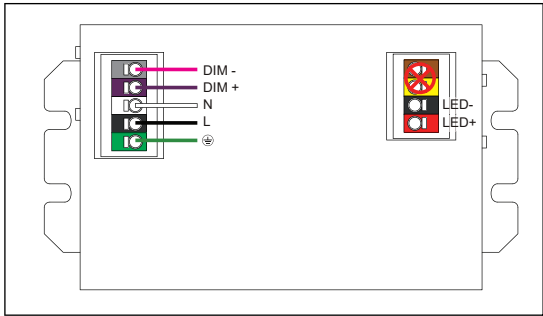 DIM -
DIM +
N
L
LED-
LED+